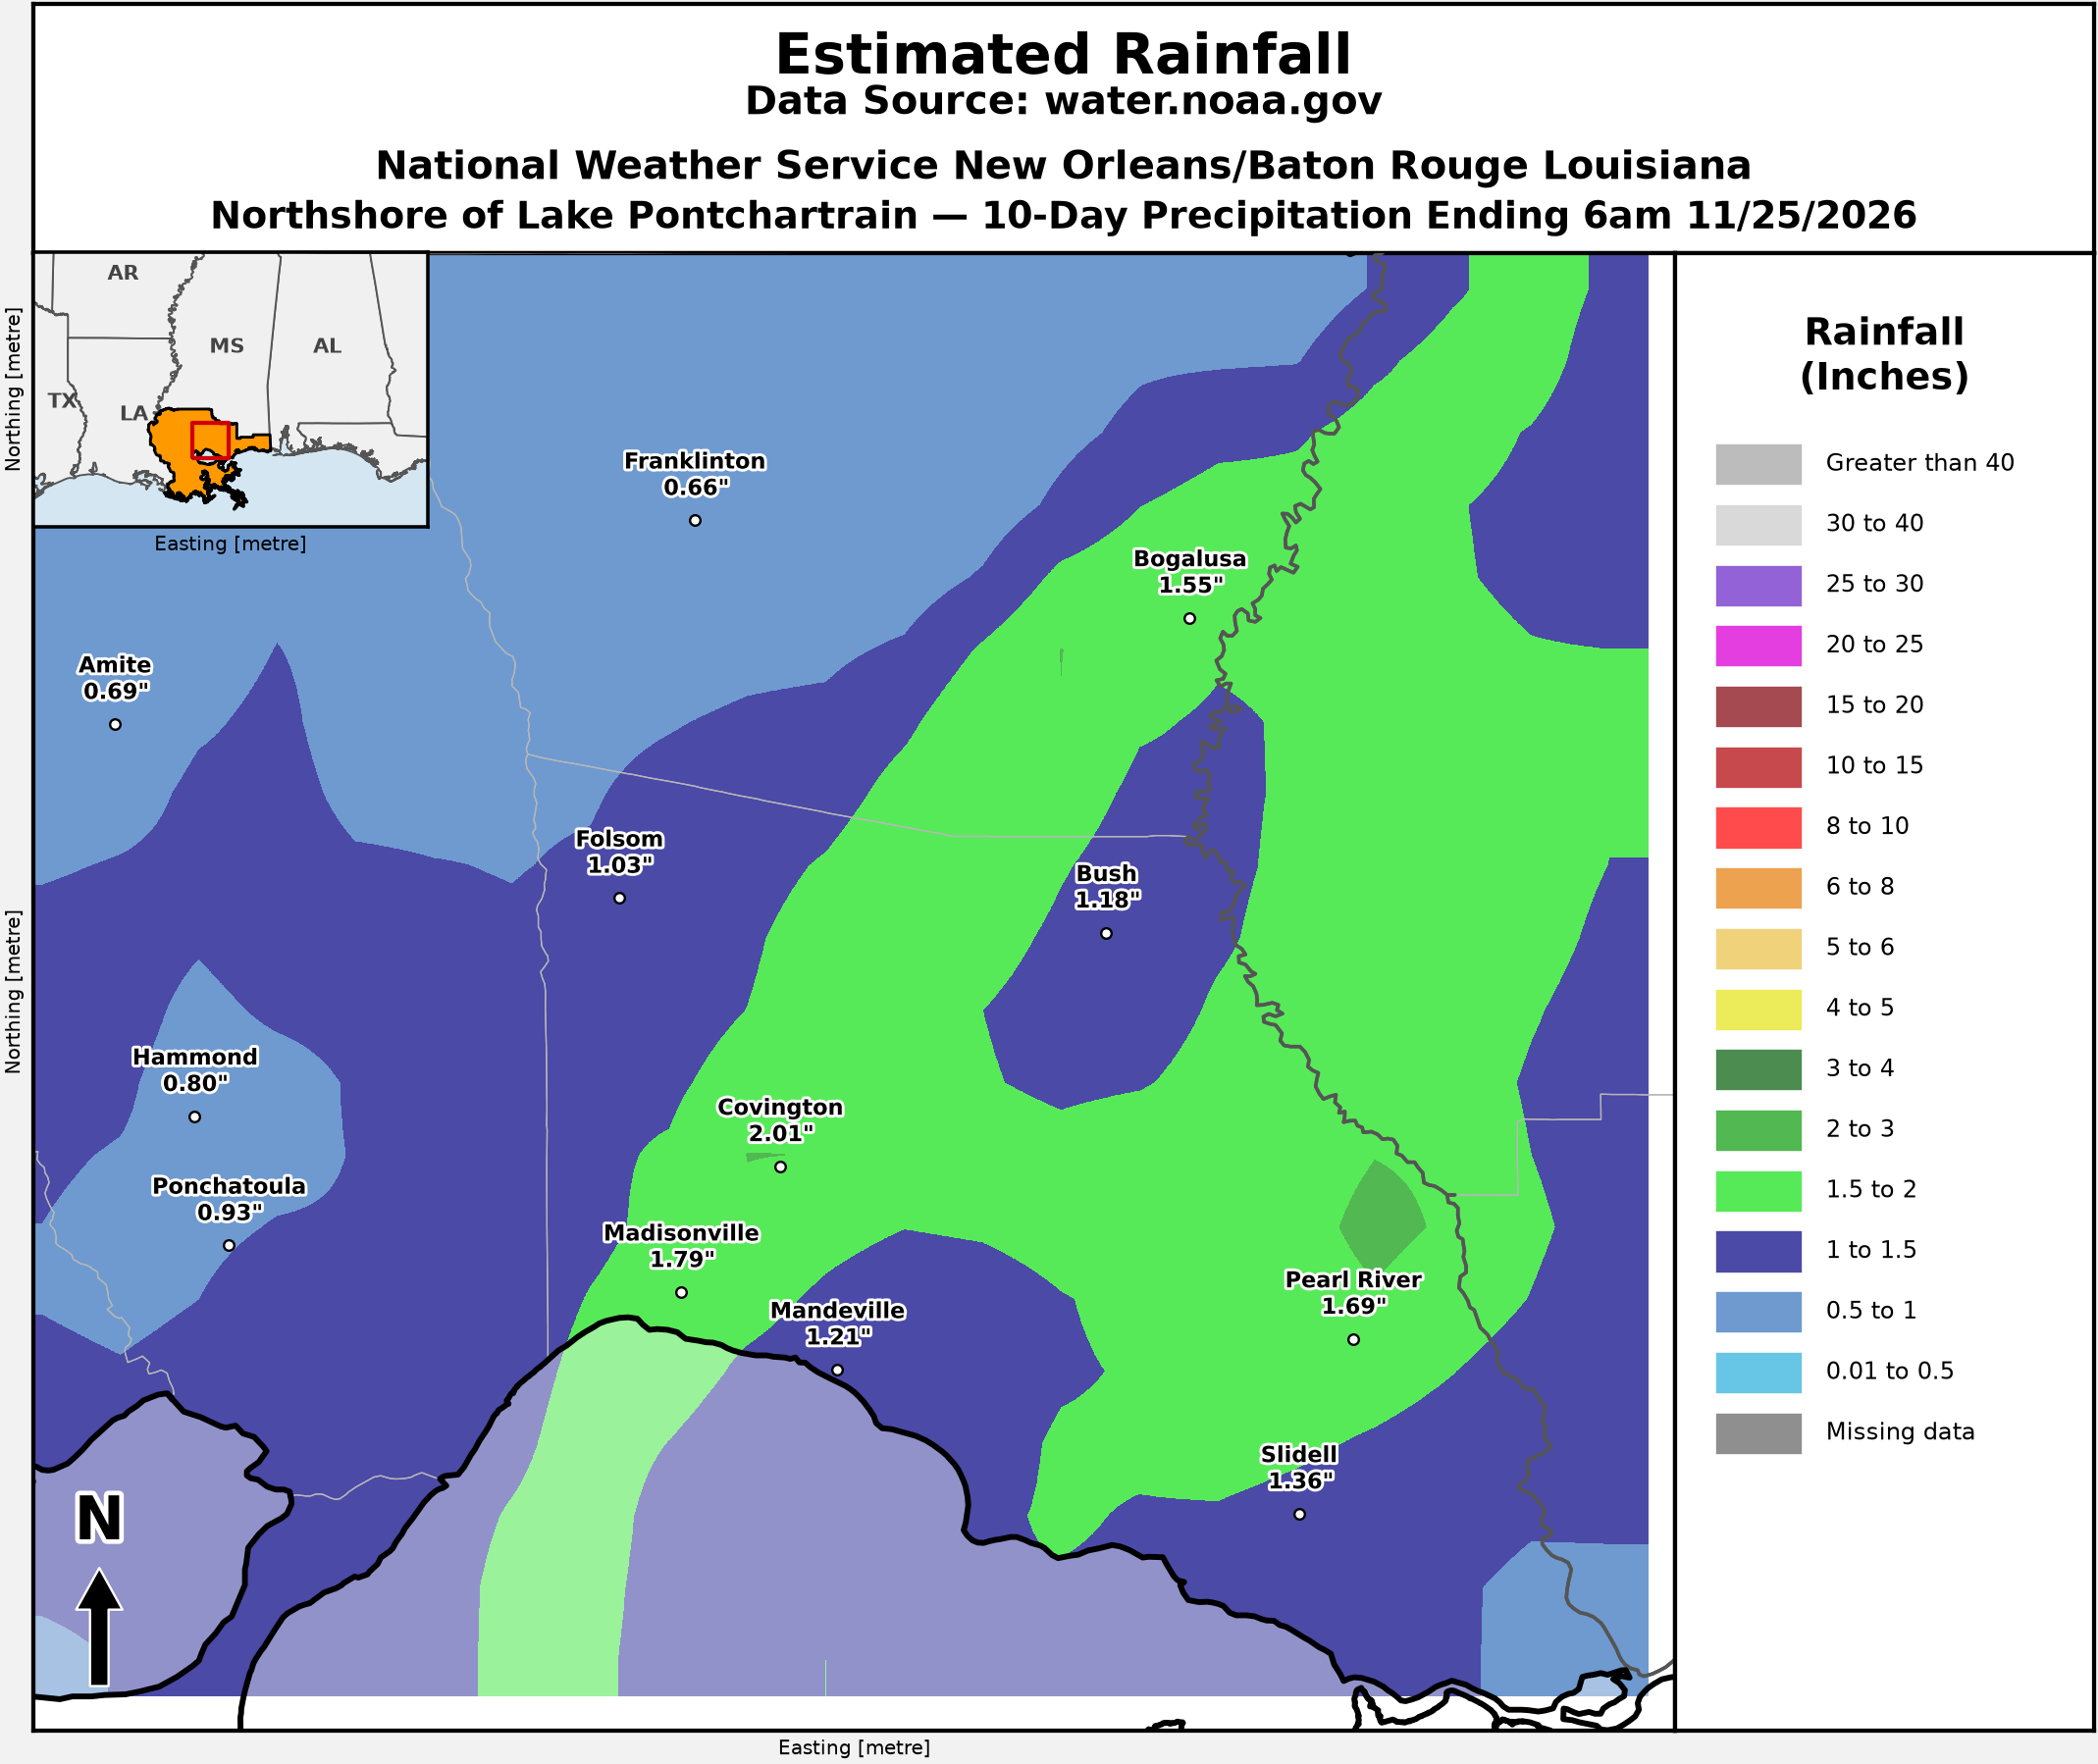 Estimated Rainfall
Data Source: water.noaa.gov
National Weather Service New Orleans/Baton Rouge Louisiana
Northshore of Lake Pontchartrain — 10-Day Precipitation Ending 6am 11/25/2026
AR
MS
AL
TX
LA
Northing [metre]
Easting [metre]
Franklinton
0.66"
Bogalusa
1.55"
Amite
0.69"
Folsom
1.03"
Bush
1.18"
Northing [metre]
Hammond
0.80"
Covington
2.01"
Ponchatoula
0.93"
Madisonville
1.79"
Mandeville
1.21"
Pearl River
1.69"
Slidell
1.36"
N
Easting [metre]
Rainfall
(Inches)
Greater than 40
30 to 40
25 to 30
20 to 25
15 to 20
10 to 15
8 to 10
6 to 8
5 to 6
4 to 5
3 to 4
2 to 3
1.5 to 2
1 to 1.5
0.5 to 1
0.01 to 0.5
Missing data